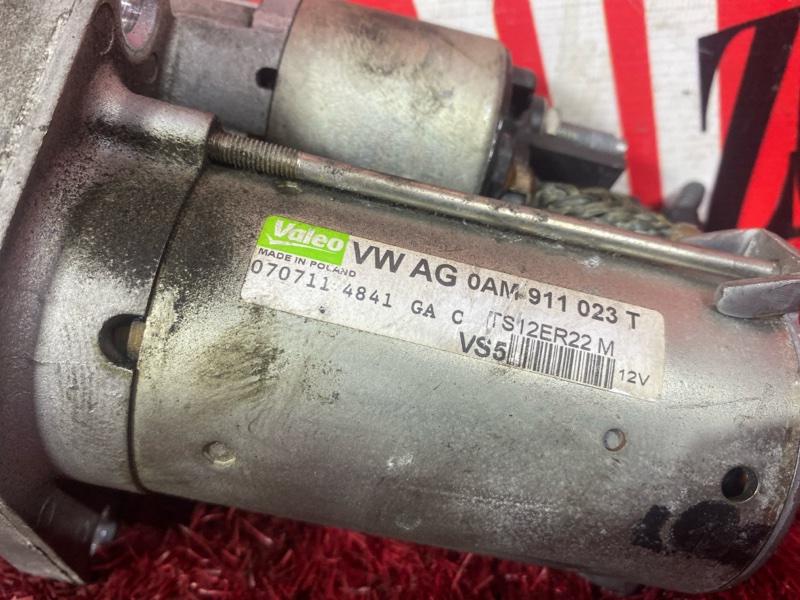 Valeo VW AG 0AM 911 023 T
MADE IN POLAND
070711 4841 GA C TS12ER22 M
VS5 12V